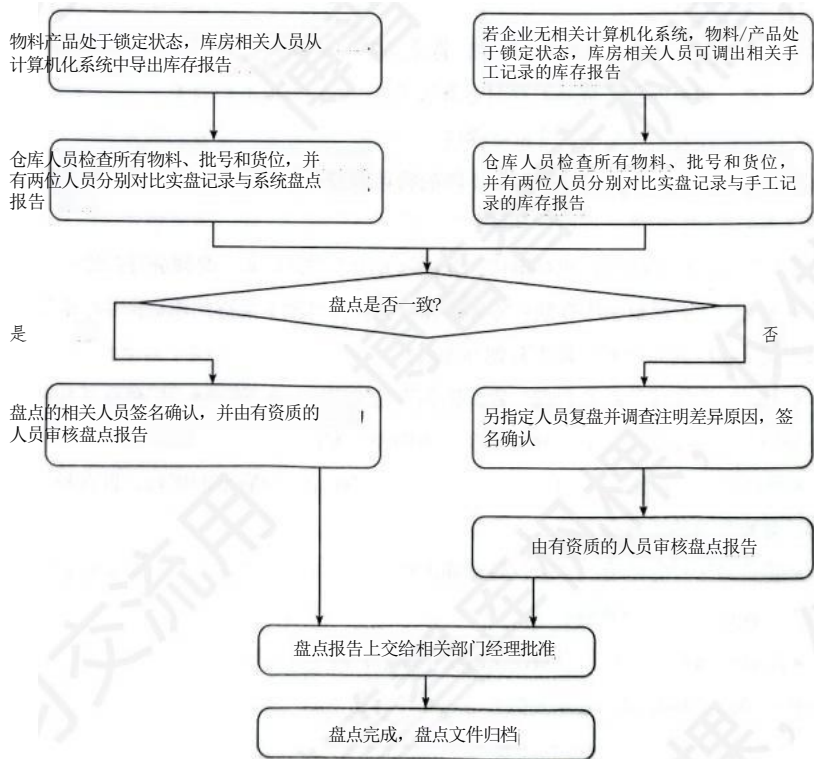 物料产品处于锁定状态，库房相关人员从
计算机化系统中导出库存报告
若企业无相关计算机化系统，物料/产品处
于锁定状态，库房相关人员可调出相关手
工记录的库存报告
仓库人员检查所有物料、批号和货位，并
有两位人员分别对比实盘记录与系统盘点
报告
仓库人员检查所有物料、批号和货位，
并有两位人员分别对比实盘记录与手工记
录的库存报告
盘点是否一致?
是
否
盘点的相关人员签名确认，并由有资质的
人员审核盘点报告
另指定人员复盘并调查注明差异原因，签
名确认
由有资质的人员审核盘点报告
盘点报告上交给相关部门经理批准
盘点完成，盘点文件归档